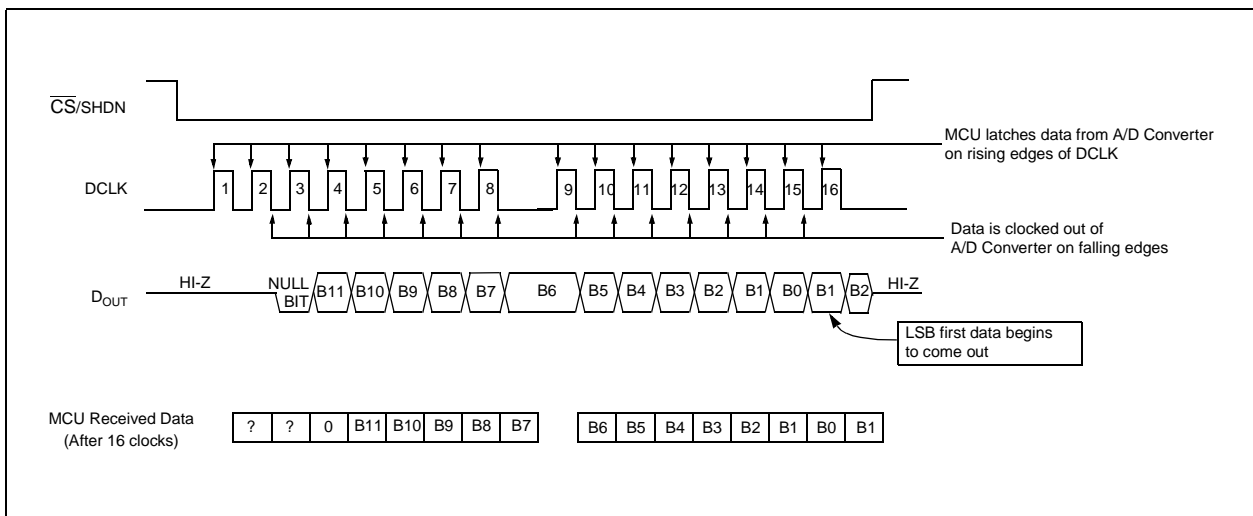 CS/SHDN
MCU latches data from A/D Converter
on rising edges of DCLK
DCLK
1 2 3 4 5 6 7 8 9 10 11 12 13 14 15 16
Data is clocked out of
A/D Converter on falling edges
DOUT
HI-Z
NULL
BIT
B11 B10 B9 B8 B7 B6 B5 B4 B3 B2 B1 B0 B1 B2
HI-Z
LSB first data begins
to come out
MCU Received Data
(After 16 clocks)
? ? 0 B11 B10 B9 B8 B7 B6 B5 B4 B3 B2 B1 B0 B1